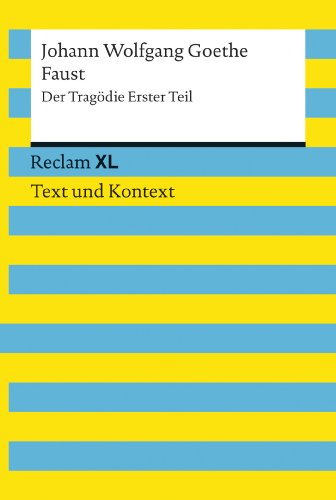 Johann Wolfgang Goethe
Faust
Der Tragödie Erster Teil
Reclam XL
Text und Kontext